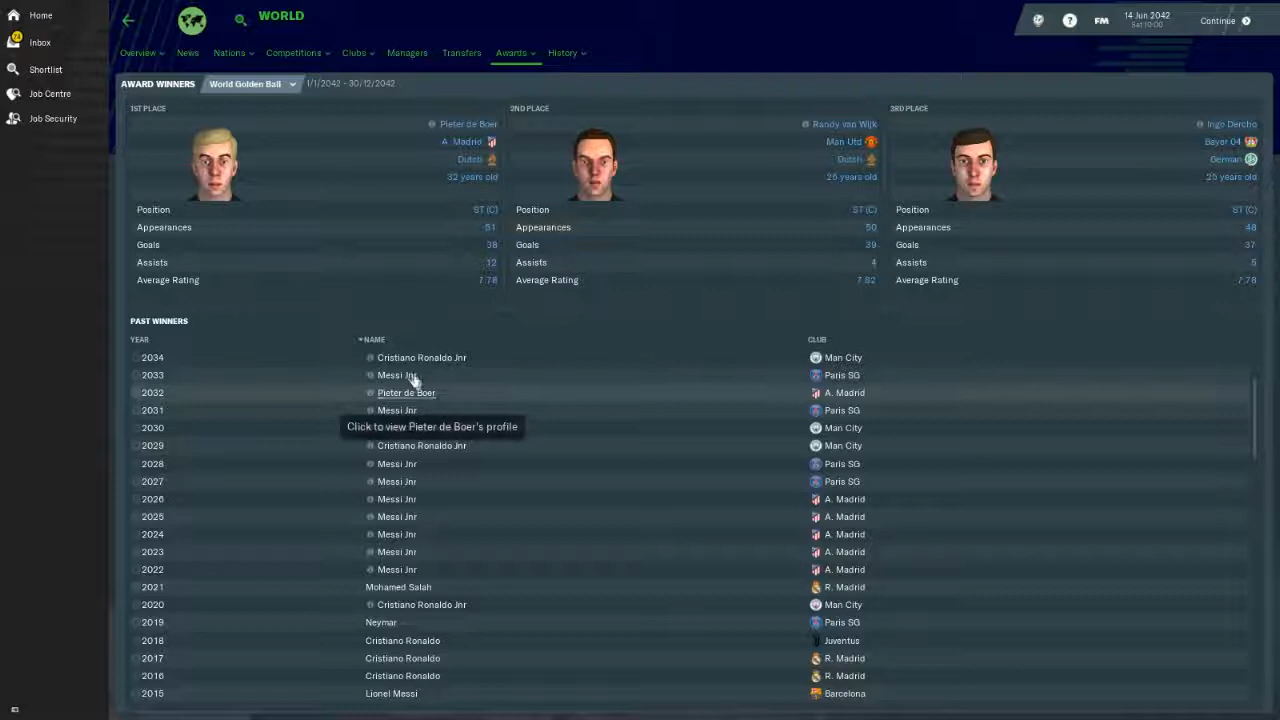 Home
WORLD
14 Jun 2042
Sat 19:00
Continue
FM
?
74
Inbox
Overview
News
Nations
Competitions
Clubs
Managers
Transfers
Awards
History
Shortlist
Job Centre
Job Security
AWARD WINNERS
World Golden Ball
1/1/2042 - 30/12/2042
1ST PLACE
2ND PLACE
3RD PLACE
Pieter de Boer
A. Madrid
Dutch
32 years old
Position ST (C)
Appearances 51
Goals 38
Assists 12
Average Rating 7.78
Randy van Wijk
Man Utd
Dutch
25 years old
Position ST (C)
Appearances 50
Goals 39
Assists 4
Average Rating 7.82
Ingo Dercho
Bayer 04
German
25 years old
Position ST (C)
Appearances 48
Goals 37
Assists 5
Average Rating 7.78
PAST WINNERS
YEAR NAME CLUB
2034 Cristiano Ronaldo Jnr Man City
2033 Messi Jnr Paris SG
2032 Pieter de Boer A. Madrid
2031 Messi Jnr Paris SG
2030 Man City
Click to view Pieter de Boer's profile
2029 Cristiano Ronaldo Jnr Man City
2028 Messi Jnr Paris SG
2027 Messi Jnr Paris SG
2026 Messi Jnr A. Madrid
2025 Messi Jnr A. Madrid
2024 Messi Jnr A. Madrid
2023 Messi Jnr A. Madrid
2022 Messi Jnr A. Madrid
2021 Mohamed Salah R. Madrid
2020 Cristiano Ronaldo Jnr Man City
2019 Neymar Paris SG
2018 Cristiano Ronaldo Juventus
2017 Cristiano Ronaldo R. Madrid
2016 Cristiano Ronaldo R. Madrid
2015 Lionel Messi Barcelona